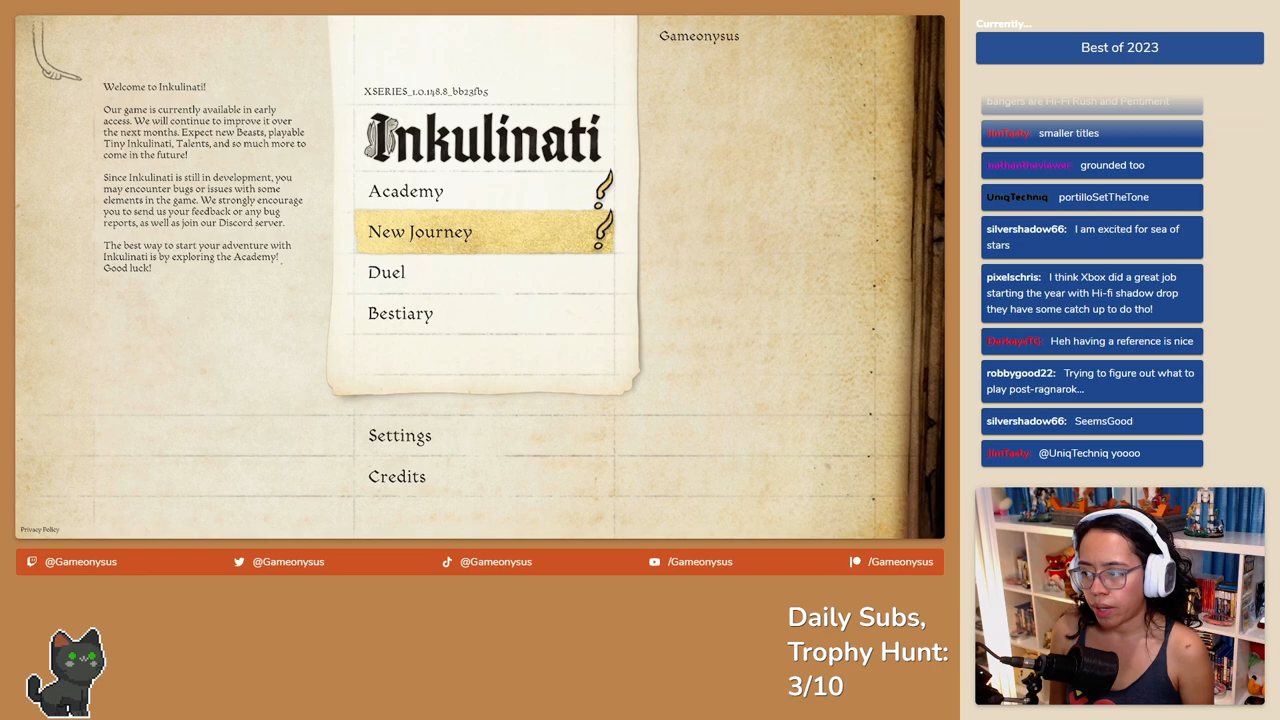 Gameonysus
Welcome to Inkulinati!
Our game is currently available in early
access. We will continue to improve it over
the next months. Expect new Beasts, playable
Tiny Inkulinati, Talents, and so much more to
come in the future!
Since Inkulinati is still in development, you
may encounter bugs or issues with some
elements in the game. We strongly encourage
you to send us your feedback or any bug
reports, as well as join our Discord server.
The best way to start your adventure with
Inkulinati is by exploring the Academy!
Good luck!
XSERIES_1.0.148.8_bb23fb5
Inkulinati
Academy
New Journey
Duel
Bestiary
Settings
Credits
Privacy Policy
@Gameonysus
@Gameonysus
@Gameonysus
/Gameonysus
/Gameonysus
Daily Subs,
Trophy Hunt:
3/10
Currently...
Best of 2023
bangers are Hi-Fi Rush and Pentiment
JimTasty: smaller titles
nathantheviewer: grounded too
UniqTechniq portilloSetTheTone
silvershadow66: I am excited for sea of
stars
pixelschris: I think Xbox did a great job
starting the year with Hi-fi shadow drop
they have some catch up to do tho!
DarkaysTG: Heh having a reference is nice
robbygood22: Trying to figure out what to
play post-ragnarok...
silvershadow66: SeemsGood
JimTasty: @UniqTechniq yoooo